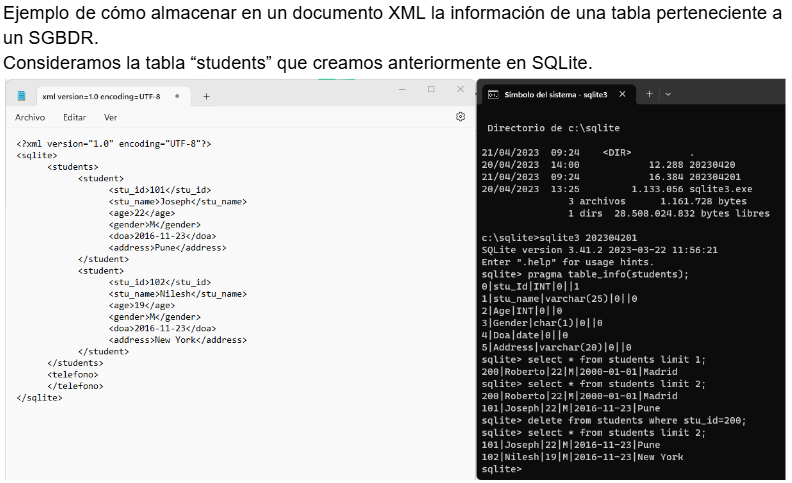 Ejemplo de cómo almacenar en un documento XML la información de una tabla perteneciente a
un SGBDR.
Consideramos la tabla “students” que creamos anteriormente en SQLite.
xml version=1.0 encoding=UTF-8
Archivo Editar Ver
<?xml version="1.0" encoding="UTF-8"?>
<sqlite>
<students>
<student>
<stu_id>101</stu_id>
<stu_name>Joseph</stu_name>
<age>22</age>
<gender>M</gender>
<doa>2016-11-23</doa>
<address>Pune</address>
</student>
<student>
<stu_id>102</stu_id>
<stu_name>Nilesh</stu_name>
<age>19</age>
<gender>M</gender>
<doa>2016-11-23</doa>
<address>New York</address>
</student>
</students>
<telefono>
</telefono>
</sqlite>
Símbolo del sistema - sqlite3
Directorio de c:\sqlite
21/04/2023 09:24 <DIR> .
20/04/2023 14:00 12.288 20230420
21/04/2023 09:24 16.384 202304201
20/04/2023 13:25 1.133.056 sqlite3.exe
3 archivos 1.161.728 bytes
1 dirs 28.508.024.832 bytes libres
c:\sqlite>sqlite3 202304201
SQLite version 3.41.2 2023-03-22 11:56:21
Enter ".help" for usage hints.
sqlite> pragma table_info(students);
0|stu_Id|INT|0||1
1|stu_name|varchar(25)|0||0
2|Age|INT|0||0
3|Gender|char(1)|0||0
4|Doa|date|0||0
5|Address|varchar(20)|0||0
sqlite> select * from students limit 1;
200|Roberto|22|M|2000-01-01|Madrid
sqlite> select * from students limit 2;
200|Roberto|22|M|2000-01-01|Madrid
101|Joseph|22|M|2016-11-23|Pune
sqlite> delete from students where stu_id=200;
sqlite> select * from students limit 2;
101|Joseph|22|M|2016-11-23|Pune
102|Nilesh|19|M|2016-11-23|New York
sqlite>